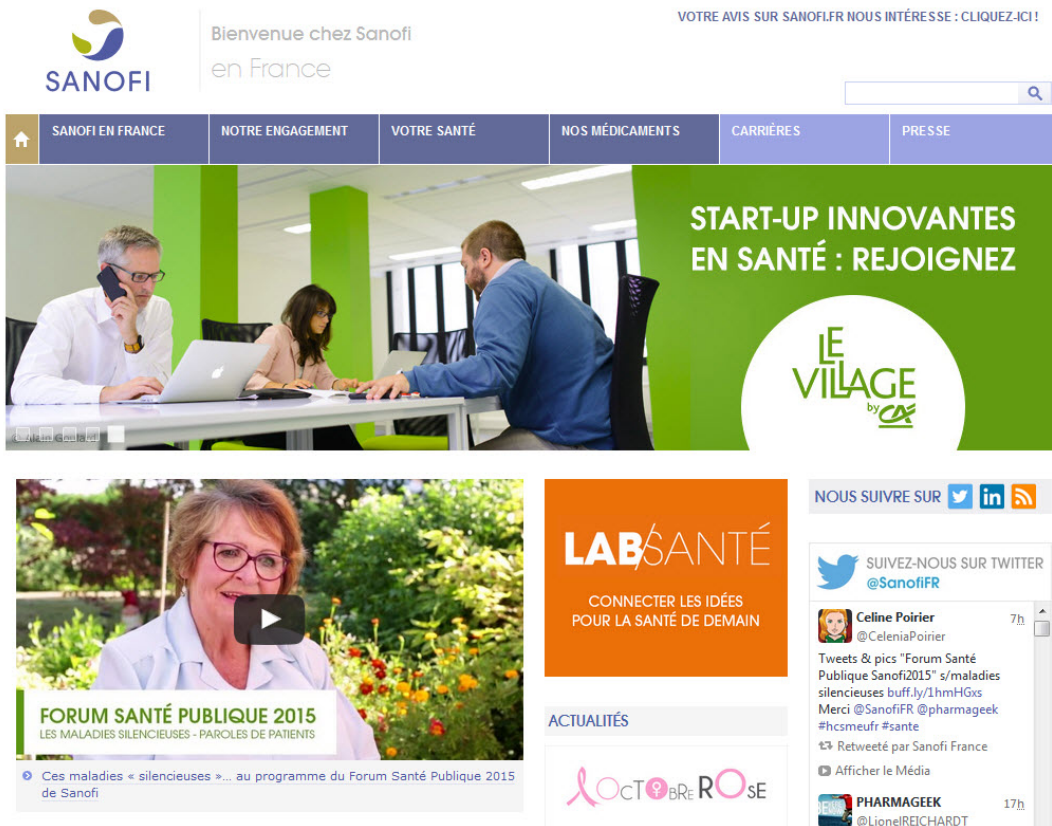 VOTRE AVIS SUR SANOFI.FR NOUS INTÉRESSE : CLIQUEZ-ICI !
SANOFI
Bienvenue chez Sanofi
en France
SANOFI EN FRANCE
NOTRE ENGAGEMENT
VOTRE SANTÉ
NOS MÉDICAMENTS
CARRIÈRES
PRESSE
START-UP INNOVANTES
EN SANTÉ : REJOIGNEZ
LE
VILLAGE
by CA
FORUM SANTÉ PUBLIQUE 2015
LES MALADIES SILENCIEUSES - PAROLES DE PATIENTS
Ces maladies « silencieuses »... au programme du Forum Santé Publique 2015
de Sanofi
LAB/SANTÉ
CONNECTER LES IDÉES
POUR LA SANTÉ DE DEMAIN
ACTUALITÉS
OCTOBRE ROSE
NOUS SUIVRE SUR
in
SUIVEZ-NOUS SUR TWITTER
@SanofiFR
Celine Poirier 7h
@CeleniaPoirier
Tweets & pics "Forum Santé
Publique Sanofi2015" s/maladies
silencieuses buff.ly/1hmHGxs
Merci @SanofiFR @pharmageek
#hcsmeufr #sante
Retweeté par Sanofi France
Afficher le Média
PHARMAGEEK 17h
@LionelREICHARDT